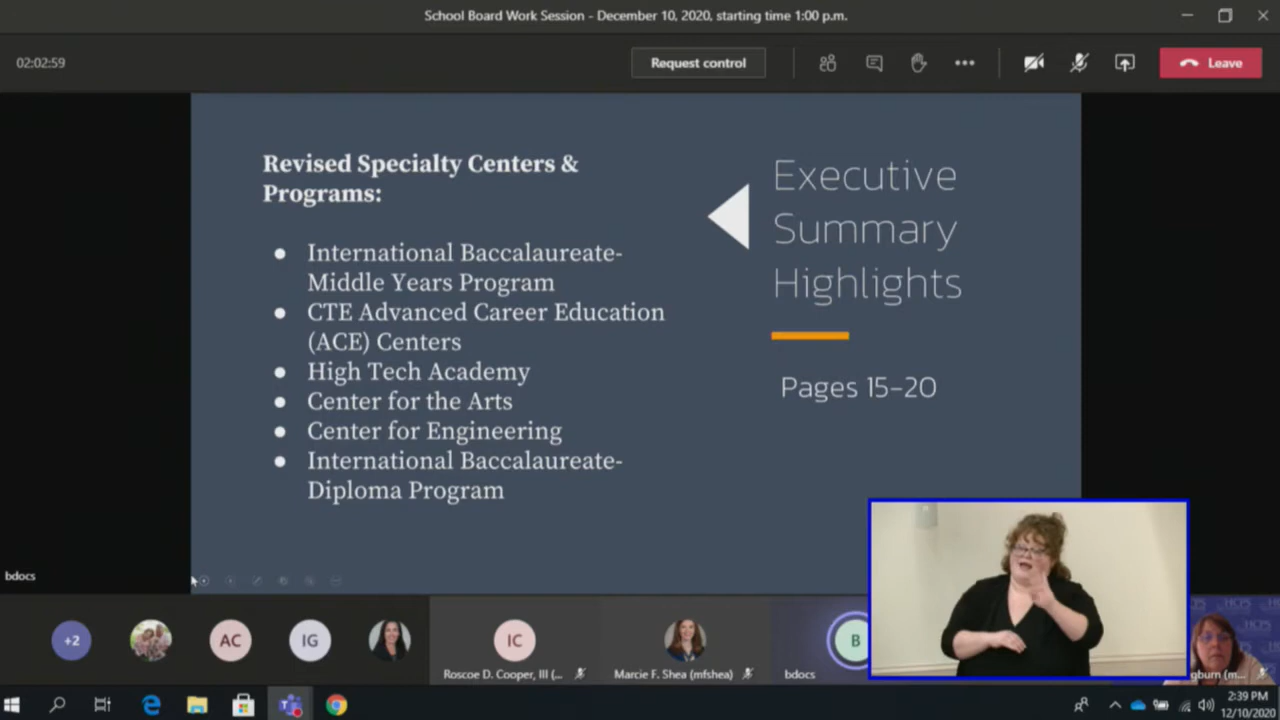 School Board Work Session - December 10, 2020, starting time 1:00 p.m.
02:02:59
Request control
Leave
Revised Specialty Centers &
Programs:
● International Baccalaureate-
Middle Years Program
● CTE Advanced Career Education
(ACE) Centers
● High Tech Academy
● Center for the Arts
● Center for Engineering
● International Baccalaureate-
Diploma Program
Executive
Summary
Highlights
Pages 15-20
bdocs
+2
AC
IG
IC
Roscoe D. Cooper, III (...
Marcie F. Shea (mfshea)
B
bdocs
HCPS
gburn (m...
2:39 PM
12/10/2020